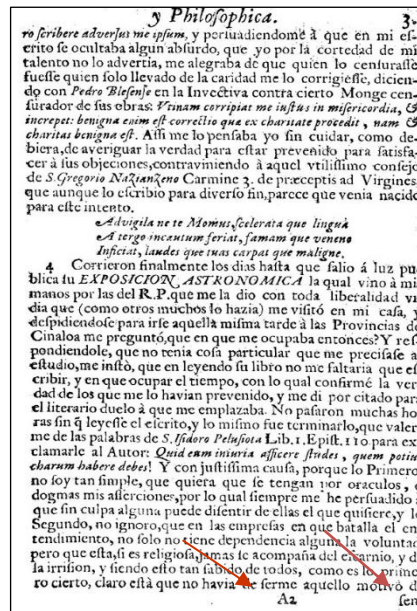 y Philosophica. 3.
ro scribere adversus me ipsum, y persuadiendome à que en mi es-
crito se ocultaba algun absurdo, que yo por la cortedad de mi
talento no lo advertia, me alegraba de que quien lo censurasse
fuesse quien solo llevado de la caridad me lo corrigiesse, dicien-
do con Pedro Blesense en la Invectiva contra cierto Monge cen-
surador de sus obras: Utinam corripiat me iustus in misericordia, &
increpet: benigna enim est correctio que ex charitate procedit, nam &
charitas benigna est. Assi me lo pensaba yo sin cuidar, como de-
biera, de averiguar la verdad para estar prevenido para satisfa-
cer à sus objeciones, contraviniendo à aquel vtilissimo consejo
de S. Gregorio Nazianzeno Carmine 3. de præceptis ad Virgines,
que aunque lo escribio para diverso fin, parece que venia nacido
para este intento.
Advigila ne te Momus, scelerata que linguà
A tergo incautum feriat, famam que veneno
Inficiat, laudes que tuas carpat que maligne.
4 Corrieron finalmente los dias hasta que salio à luz pu-
blica su EXPOSICION ASTRONOMICA la qual vino à mis
manos por las del R.P. que me la dio con toda liberalidad vn
dia que (como otros muchos lo hazia) me visitó en mi casa, y
despidiendose para irse aquella misma tarde à las Provincias de
Cinaloa me preguntó, que en que me ocupaba entonces? Y res-
pondiendole, que no tenia cosa particular que me precisase a
estudio, me instò, que en leyendo su libro no me faltaria que es-
cribir, y en que ocupar el tiempo, con lo qual confirmé la ver-
dad de los que me lo havian prevenido, y me di por citado para
el literario duelo à que me emplazaba. No pasaron muchas ho-
ras sin q̃ leyesse el escrito, y lo mismo fue terminarlo, que valer-
me de las palabras de S. Isidoro Pelusiota Lib. 1. Epist. 110. para ex-
clamarle al Autor: Quid eum iniuria afficere studes, quem potius
charum habere debes! Y con justissima causa, porque lo Primero
no soy tan simple, que quiera que se tengan por oraculos, o
dogmas mis aserciones, por lo qual siempre me he persuadido a
que sin culpa alguna puede disentir de ellas el que quisiere, y lo
Segundo, no ignoro, que en las empresas en que batalla el en-
tendimiento, no solo no tiene dependencia alguna la voluntad
pero que esta, si es religiosa, jamas se acompaña del escarnio, y de
la irrision, y siendo esto tan sabido de todos, como es lo prime-
ro cierto, claro està que no havia de serme aquello motivo d
A2 sen